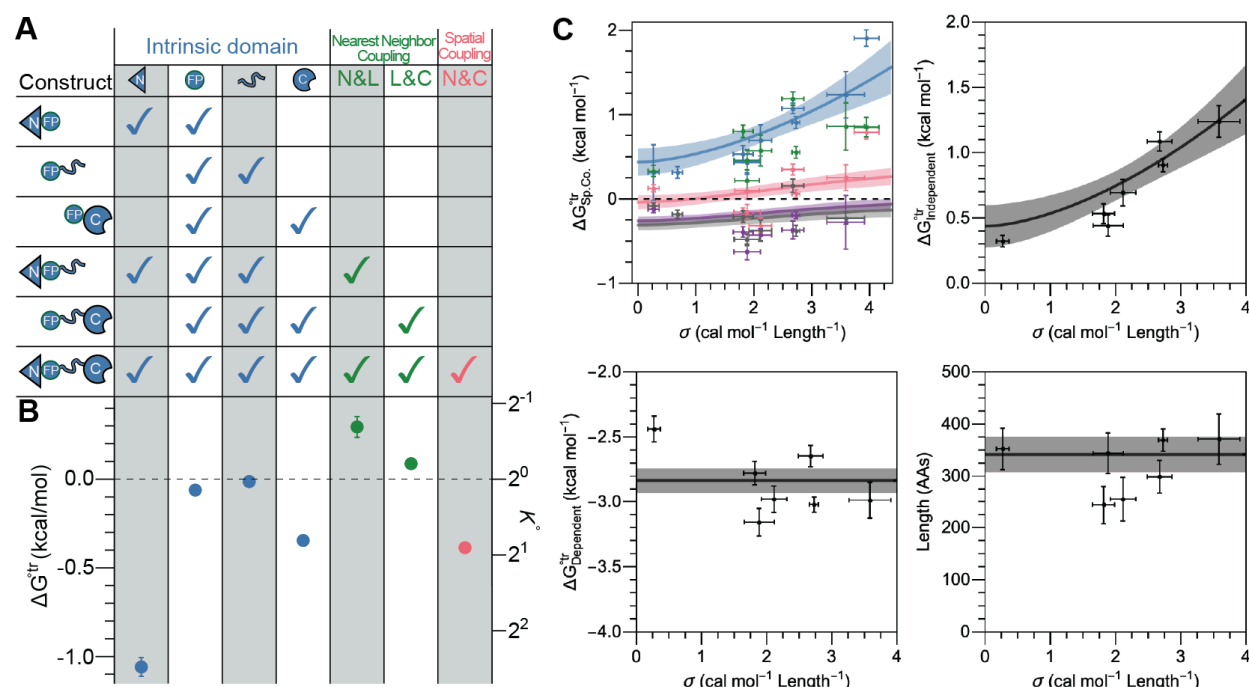 A
Intrinsic domain
Nearest Neighbor
Coupling
Spatial
Coupling
Construct
N
FP
C
N&L
L&C
N&C
N FP
FP
FP C
N FP
FP C
N FP C
B
ΔG°tr (kcal/mol)
0.0
-0.5
-1.0
2⁻¹
2⁰
2¹
2²
K°
C
ΔG°tr Sp.Co. (kcal mol⁻¹)
2
1
0
−1
0 1 2 3 4
σ (cal mol⁻¹ Length⁻¹)
ΔG°tr Independent (kcal mol⁻¹)
2.0
1.5
1.0
0.5
0.0
0 1 2 3 4
σ (cal mol⁻¹ Length⁻¹)
ΔG°tr Dependent (kcal mol⁻¹)
−2.0
−2.5
−3.0
−3.5
−4.0
0 1 2 3 4
σ (cal mol⁻¹ Length⁻¹)
Length (AAs)
500
400
300
200
100
0
0 1 2 3 4
σ (cal mol⁻¹ Length⁻¹)